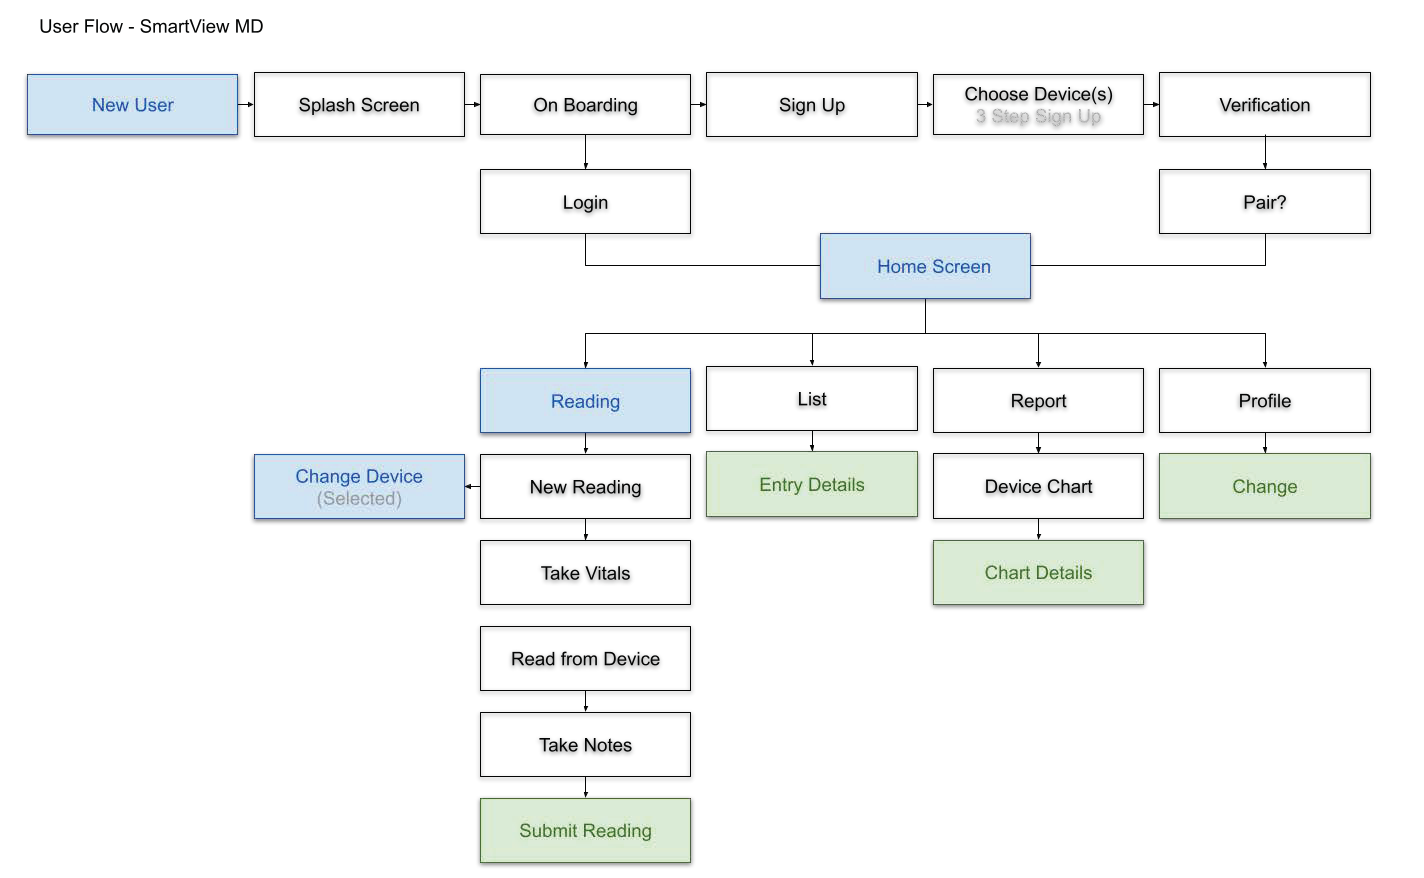 User Flow - SmartView MD
New User
Splash Screen
On Boarding
Sign Up
Choose Device(s)
3 Step Sign Up
Verification
Login
Pair?
Home Screen
Reading
List
Report
Profile
Change Device
(Selected)
New Reading
Entry Details
Device Chart
Change
Take Vitals
Chart Details
Read from Device
Take Notes
Submit Reading